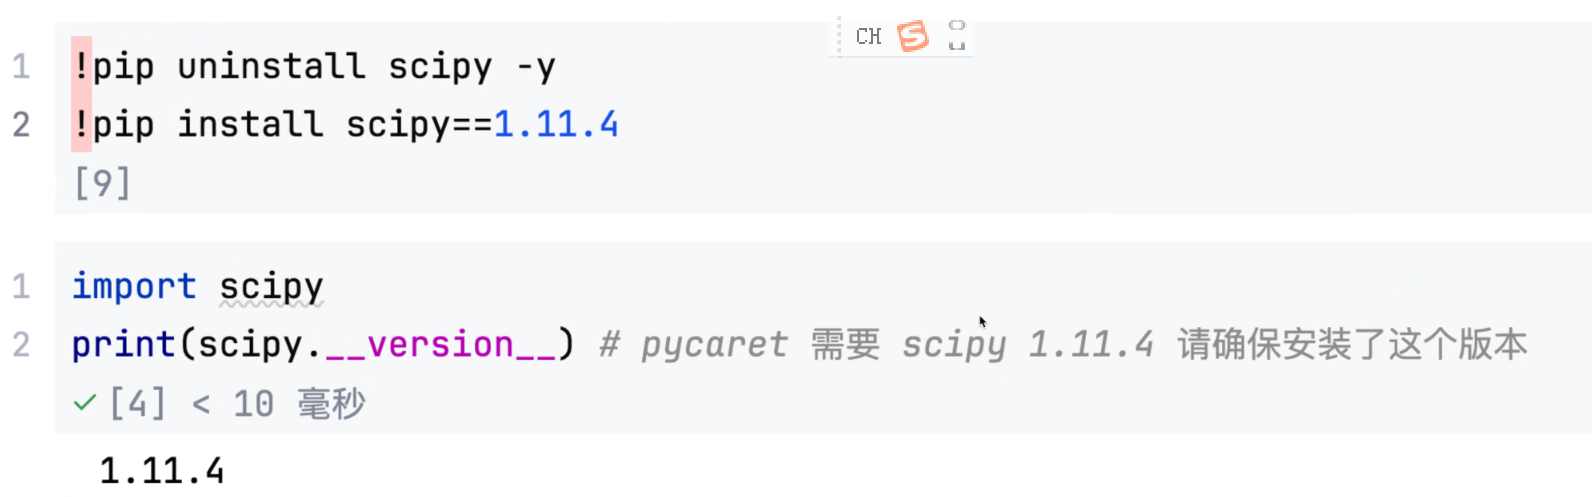 CH S
1 !pip uninstall scipy -y
2 !pip install scipy==1.11.4
[9]
1 import scipy
2 print(scipy.__version__) # pycaret 需要 scipy 1.11.4 请确保安装了这个版本
✓ [4] < 10 毫秒
1.11.4